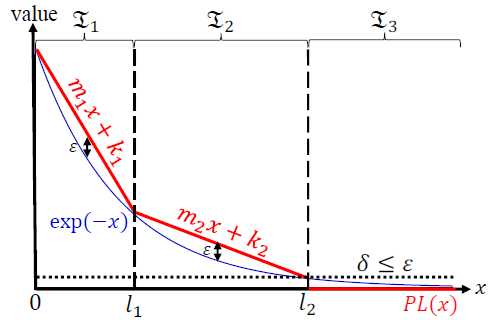 value
𝔗₁ 𝔗₂ 𝔗₃
m₁x + k₁
ε
exp(−x)
m₂x + k₂
ε
δ ≤ ε
x
0 l₁ l₂ PL(x)